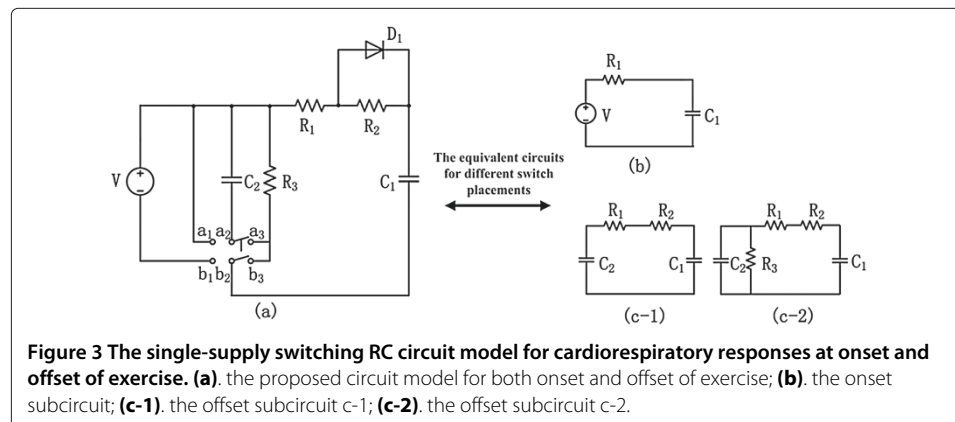 D₁
R₁
R₂
V
C₂
R₃
C₁
a₁ a₂ a₃
b₁ b₂ b₃
(a)
The equivalent circuits
for different switch
placements
R₁
V
C₁
(b)
R₁ R₂
C₂ C₁
(c-1)
R₁ R₂
C₂ R₃ C₁
(c-2)
Figure 3 The single-supply switching RC circuit model for cardiorespiratory responses at onset and
offset of exercise. (a). the proposed circuit model for both onset and offset of exercise; (b). the onset
subcircuit; (c-1). the offset subcircuit c-1; (c-2). the offset subcircuit c-2.